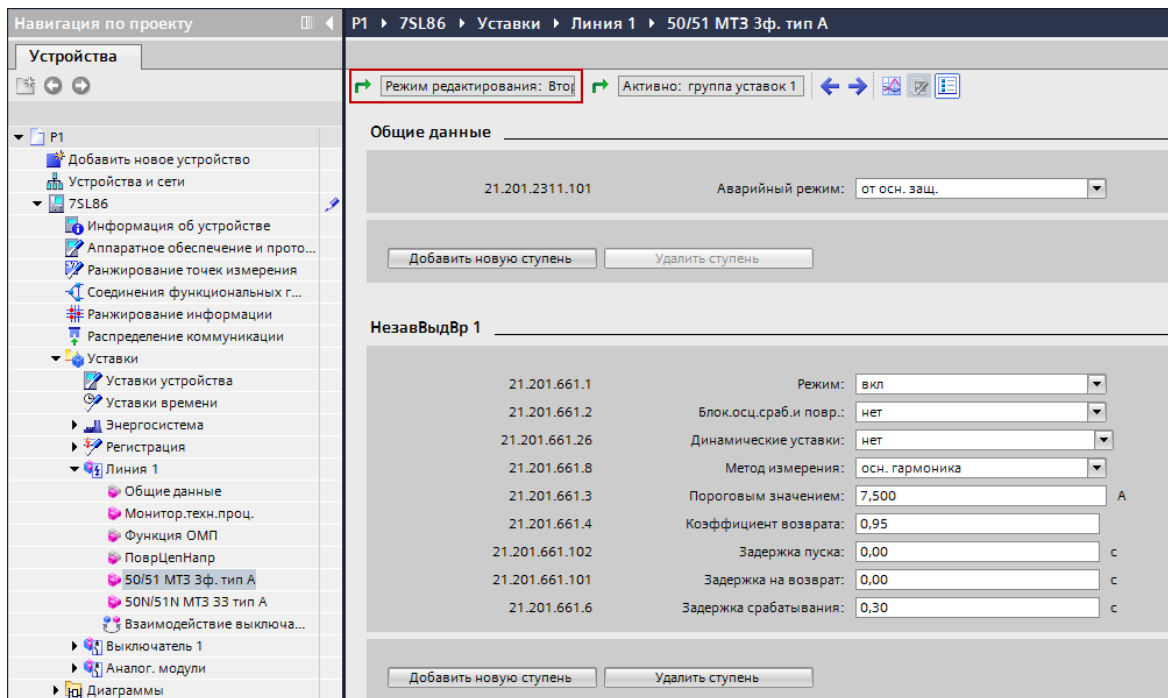 Навигация по проекту
Устройства
P1
Добавить новое устройство
Устройства и сети
7SL86
Информация об устройстве
Аппаратное обеспечение и прото...
Ранжирование точек измерения
Соединения функциональных г...
Ранжирование информации
Распределение коммуникации
Уставки
Уставки устройства
Уставки времени
Энергосистема
Регистрация
Линия 1
Общие данные
Монитор.техн.проц.
Функция ОМП
ПоврЦепНапр
50/51 МТЗ 3ф. тип A
50N/51N МТЗ 33 тип A
Взаимодействие выключа...
Выключатель 1
Аналог. модули
Диаграммы
P1 7SL86 Уставки Линия 1 50/51 МТЗ 3ф. тип A
Режим редактирования: Втор Активно: группа уставок 1
Общие данные
21.201.2311.101 Аварийный режим: от осн. защ.
Добавить новую ступень Удалить ступень
НезавВыдВр 1
21.201.661.1 Режим: вкл
21.201.661.2 Блок.осц.сраб.и повр.: нет
21.201.661.26 Динамические уставки: нет
21.201.661.8 Метод измерения: осн. гармоника
21.201.661.3 Пороговым значением: 7,500 A
21.201.661.4 Коэффициент возврата: 0,95
21.201.661.102 Задержка пуска: 0,00 с
21.201.661.101 Задержка на возврат: 0,00 с
21.201.661.6 Задержка срабатывания: 0,30 с
Добавить новую ступень Удалить ступень